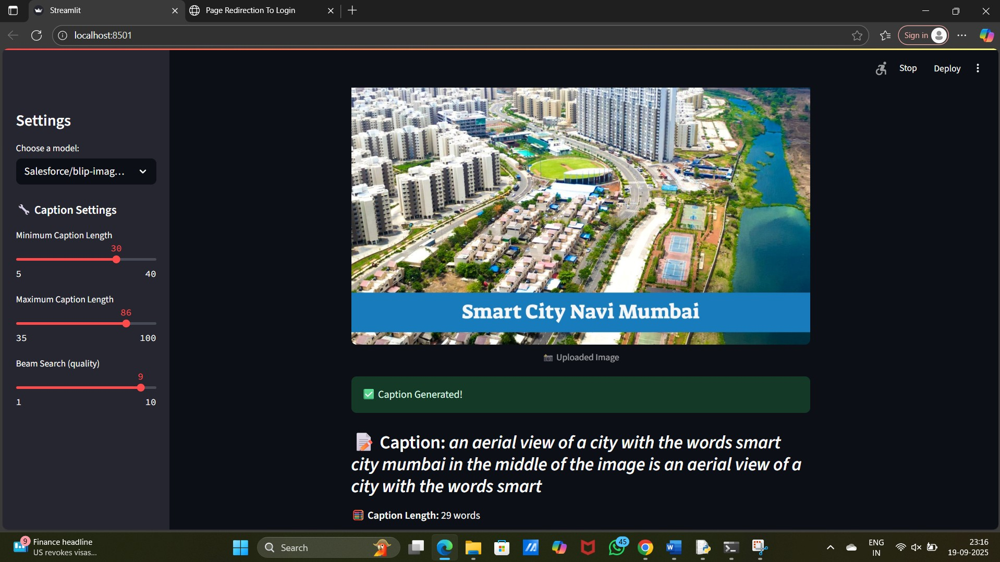 Streamlit
Page Redirection To Login
localhost:8501
Sign in
Stop
Deploy
Settings
Choose a model:
Salesforce/blip-imag...
Caption Settings
Minimum Caption Length
30
5 40
Maximum Caption Length
86
35 100
Beam Search (quality)
9
1 10
Smart City Navi Mumbai
Uploaded Image
Caption Generated!
Caption: an aerial view of a city with the words smart
city mumbai in the middle of the image is an aerial view of a
city with the words smart
Caption Length: 29 words
9
Finance headline
US revokes visas...
Search
45
ENG
IN
23:16
19-09-2025